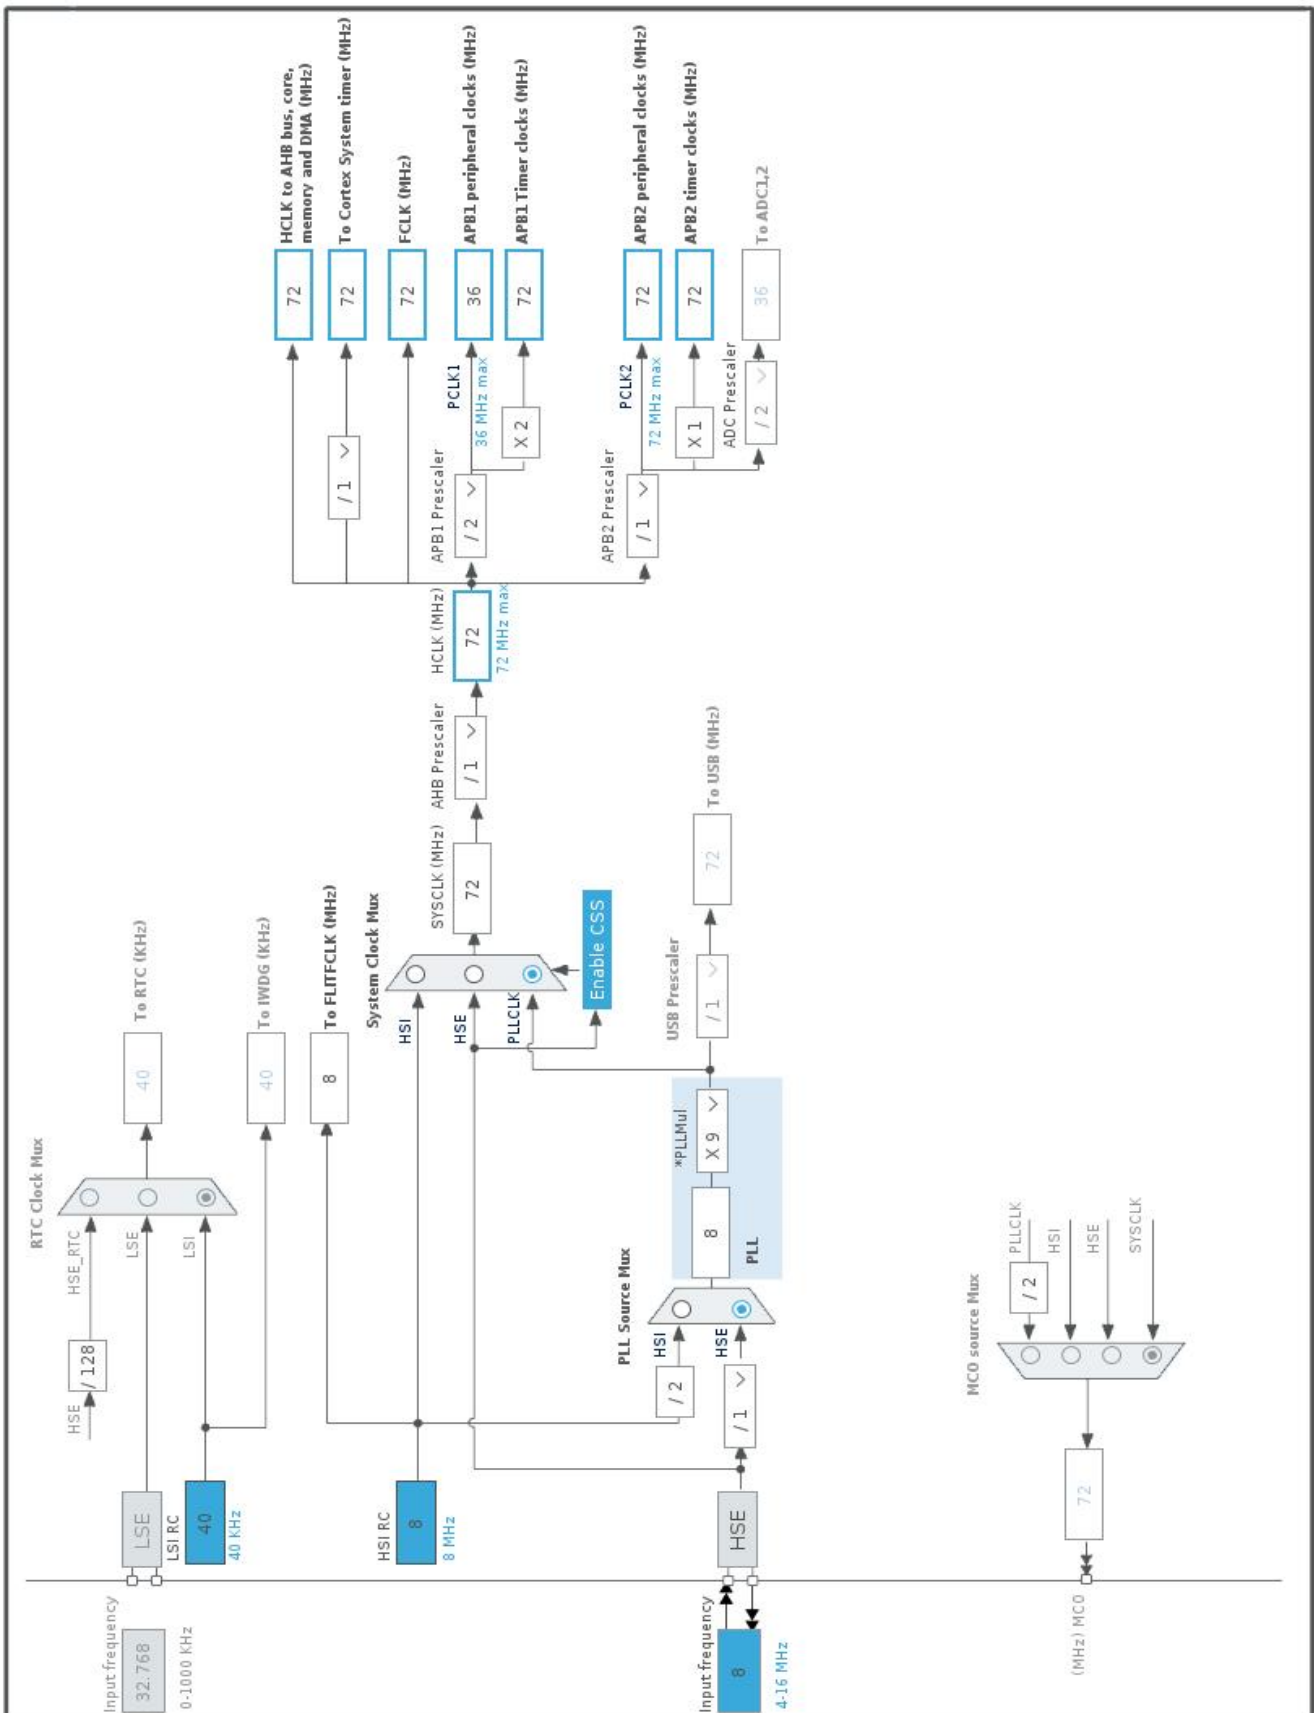 Input frequency
32.768
0-1000 KHz
LSE
LSI RC
40
40 KHz
HSE
/ 128
HSE_RTC
LSE
LSI
RTC Clock Mux
40
To RTC (KHz)
40
To IWDG (KHz)
8
To FLITFCLK (MHz)
HSI RC
8
8 MHz
System Clock Mux
HSI
HSE
PLLCLK
Enable CSS
SYSCLK (MHz)
72
AHB Prescaler
/ 1
HCLK (MHz)
72
72 MHz max
72
HCLK to AHB bus, core,
memory and DMA (MHz)
/ 1
72
To Cortex System timer (MHz)
72
FCLK (MHz)
APB1 Prescaler
/ 2
PCLK1
36 MHz max
36
APB1 peripheral clocks (MHz)
X 2
72
APB1 Timer clocks (MHz)
APB2 Prescaler
/ 1
PCLK2
72 MHz max
72
APB2 peripheral clocks (MHz)
X 1
72
APB2 timer clocks (MHz)
ADC Prescaler
/ 2
36
To ADC1,2
Input frequency
8
4-16 MHz
HSE
/ 2
/ 1
HSI
HSE
PLL Source Mux
8
PLL
*PLLMul
X 9
USB Prescaler
/ 1
72
To USB (MHz)
(MHz) MCO
72
MCO source Mux
/ 2
PLLCLK
HSI
HSE
SYSCLK